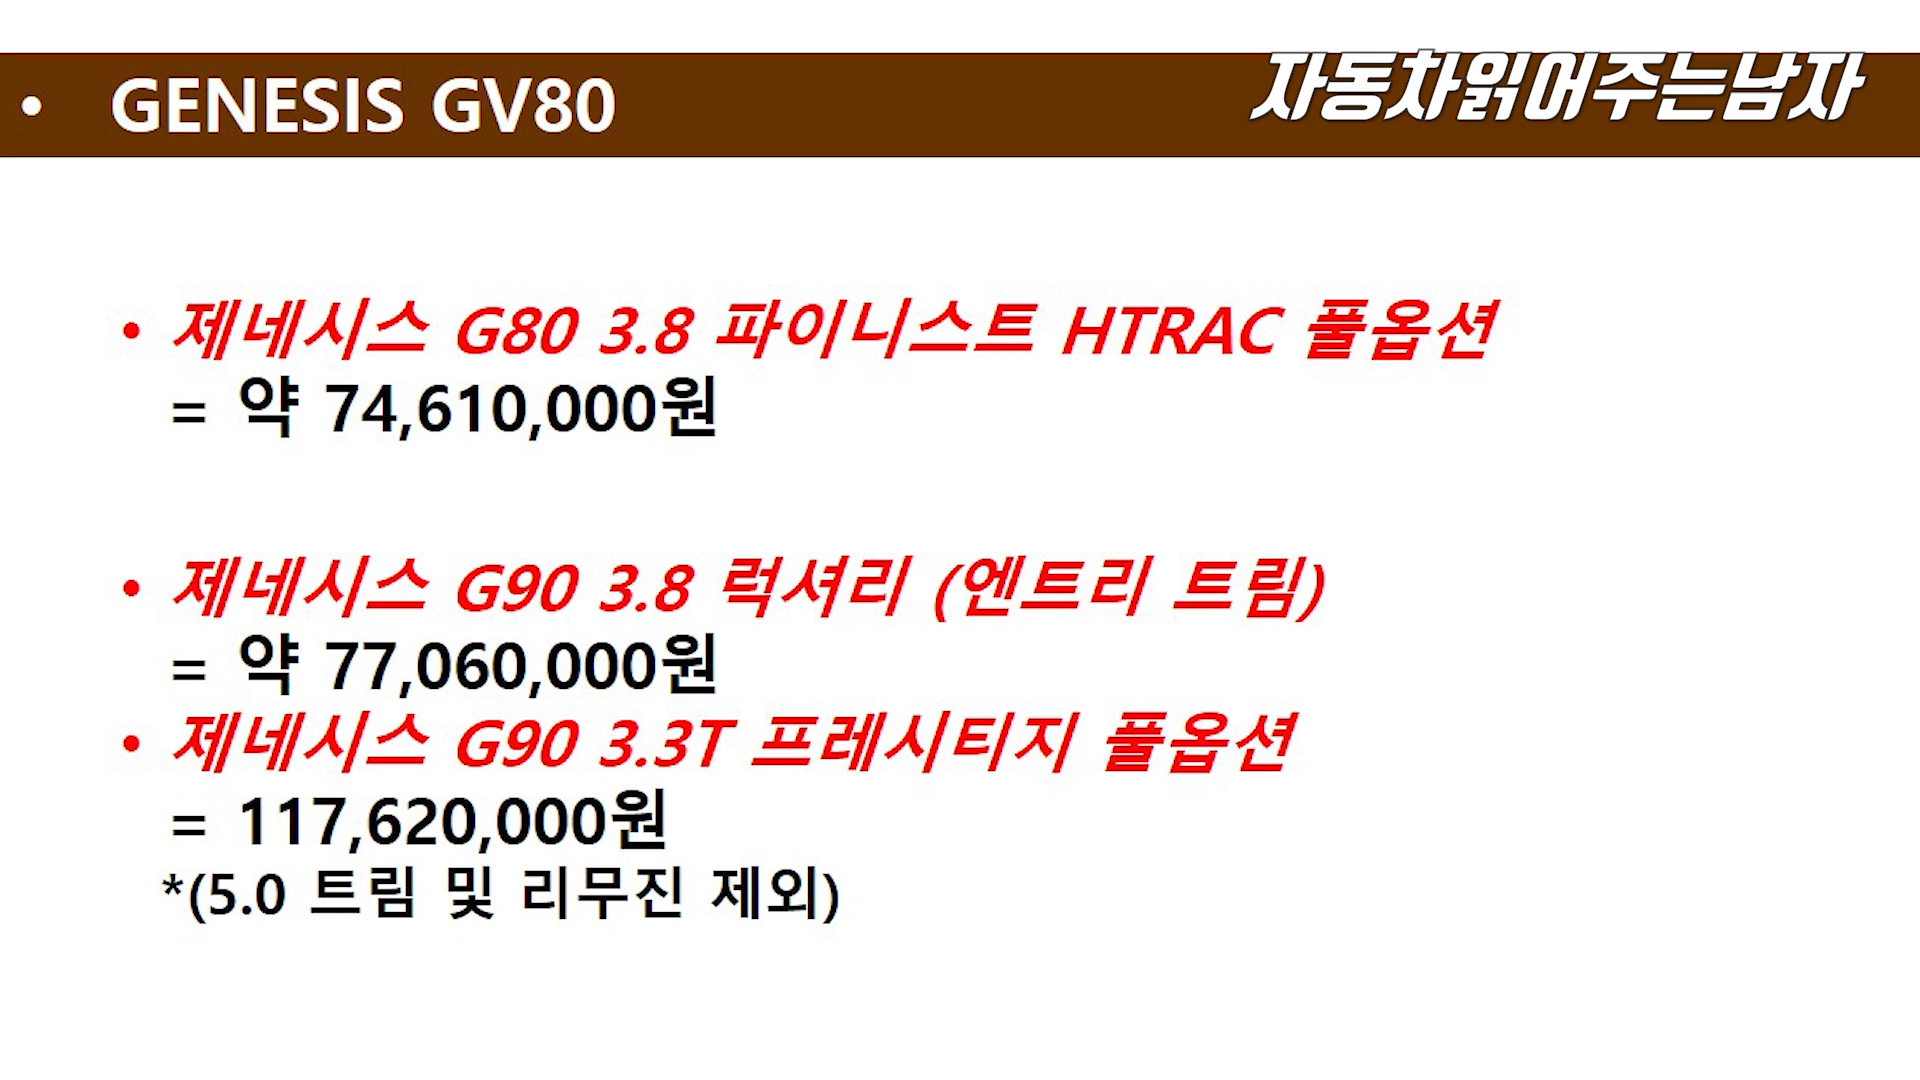 • GENESIS GV80
자동차읽어주는남자
• 제네시스 G80 3.8 파이니스트 HTRAC 풀옵션
= 약 74,610,000원
• 제네시스 G90 3.8 럭셔리 (엔트리 트림)
= 약 77,060,000원
• 제네시스 G90 3.3T 프레시티지 풀옵션
= 117,620,000원
*(5.0 트림 및 리무진 제외)